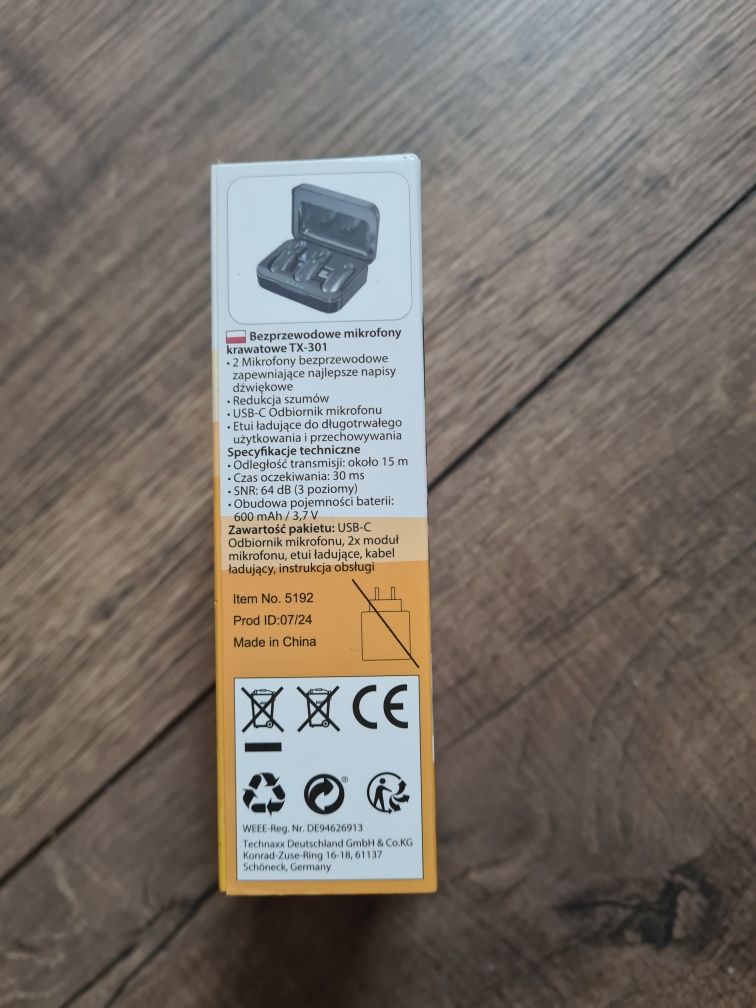 Bezprzewodowe mikrofony
krawatowe TX-301
• 2 Mikrofony bezprzewodowe
zapewniające najlepsze napisy
dźwiękowe
• Redukcja szumów
• USB-C Odbiornik mikrofonu
• Etui ładujące do długotrwałego
użytkowania i przechowywania
Specyfikacje techniczne
• Odległość transmisji: około 15 m
• Czas oczekiwania: 30 ms
• SNR: 64 dB (3 poziomy)
• Obudowa pojemności baterii:
600 mAh / 3,7 V
Zawartość pakietu: USB-C
Odbiornik mikrofonu, 2x moduł
mikrofonu, etui ładujące, kabel
ładujący, instrukcja obsługi
Item No. 5192
Prod ID:07/24
Made in China
CE
®
WEEE-Reg. Nr. DE94626913
Technaxx Deutschland GmbH & Co.KG
Konrad-Zuse-Ring 16-18, 61137
Schöneck, Germany